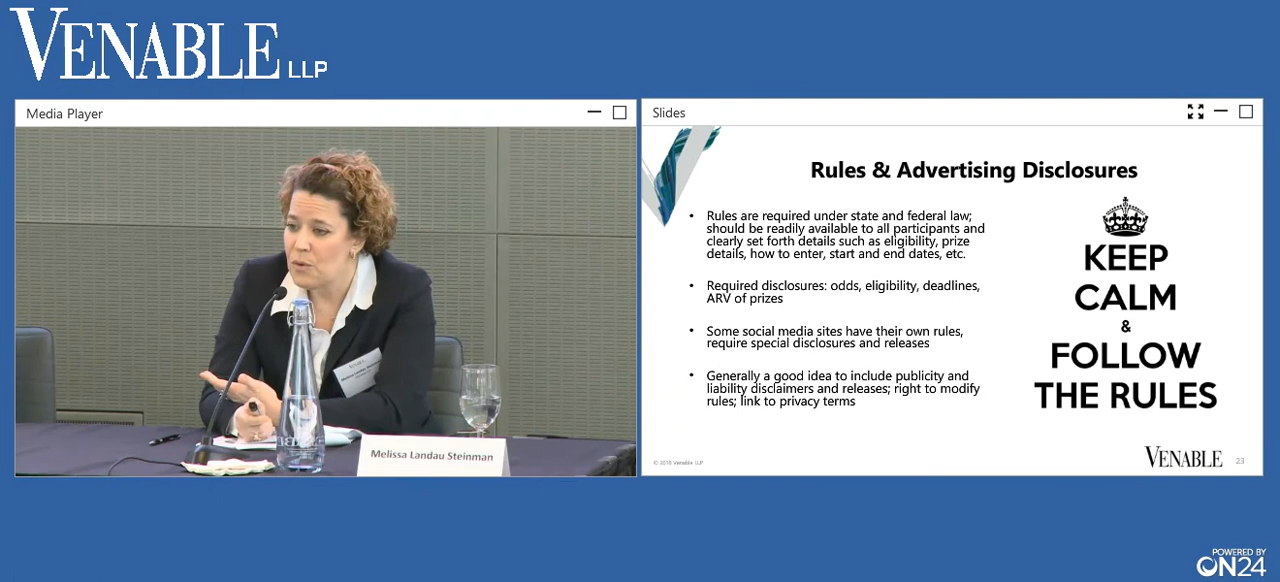 VENABLE LLP
Media Player
Slides
Rules & Advertising Disclosures
• Rules are required under state and federal law;
should be readily available to all participants and
clearly set forth details such as eligibility, prize
details, how to enter, start and end dates, etc.
• Required disclosures: odds, eligibility, deadlines,
ARV of prizes
• Some social media sites have their own rules,
require special disclosures and releases
• Generally a good idea to include publicity and
liability disclaimers and releases; right to modify
rules; link to privacy terms
KEEP
CALM
&
FOLLOW
THE RULES
Melissa Landau Steinman
© 2016 Venable LLP
VENABLE
23
POWERED BY
ON24